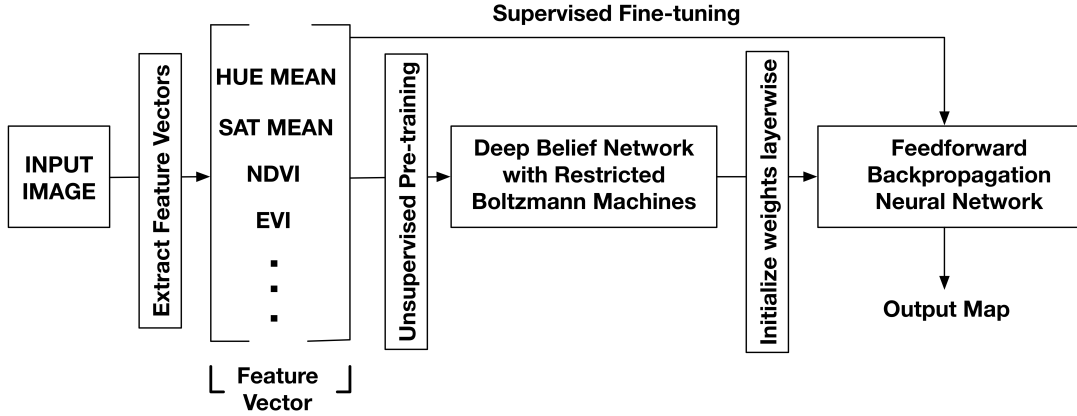 Supervised Fine-tuning
INPUT
IMAGE
Extract Feature Vectors
HUE MEAN
SAT MEAN
NDVI
EVI
Feature
Vector
Unsupervised Pre-training
Deep Belief Network
with Restricted
Boltzmann Machines
Initialize weights layerwise
Feedforward
Backpropagation
Neural Network
Output Map